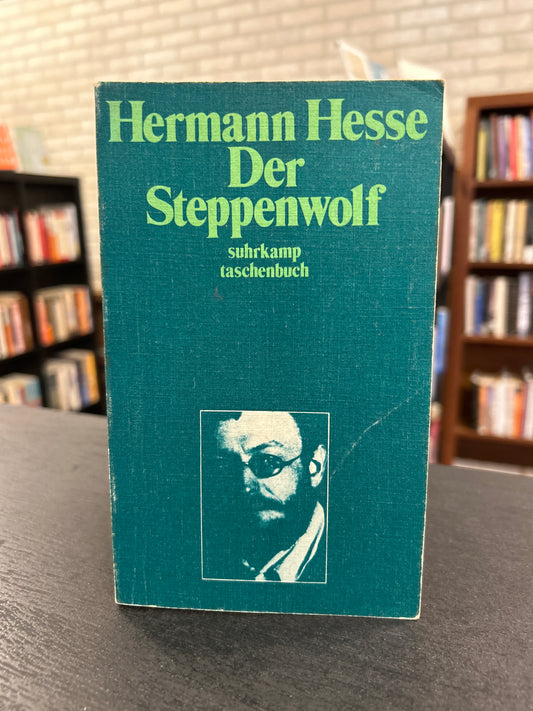 Hermann Hesse
Der
Steppenwolf
suhrkamp
taschenbuch